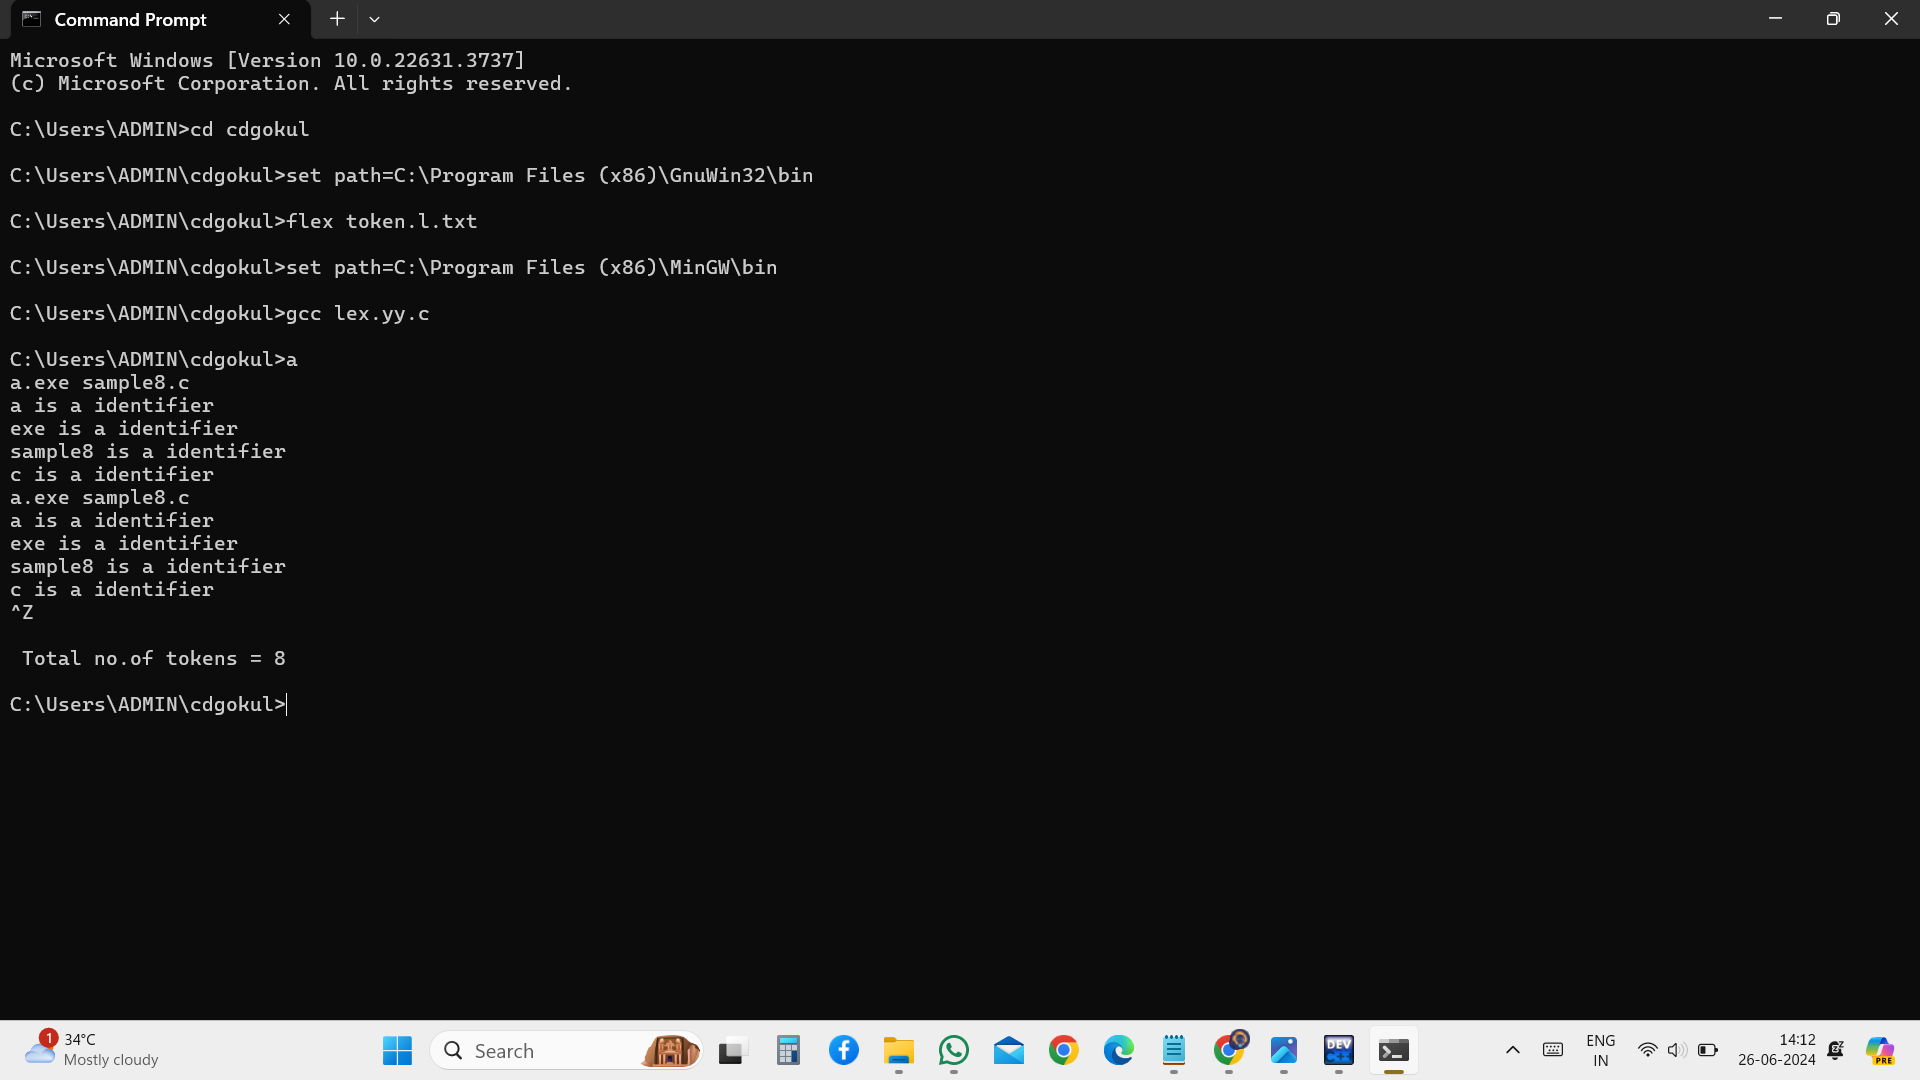 Command Prompt
Microsoft Windows [Version 10.0.22631.3737]
(c) Microsoft Corporation. All rights reserved.
C:\Users\ADMIN>cd cdgokul
C:\Users\ADMIN\cdgokul>set path=C:\Program Files (x86)\GnuWin32\bin
C:\Users\ADMIN\cdgokul>flex token.l.txt
C:\Users\ADMIN\cdgokul>set path=C:\Program Files (x86)\MinGW\bin
C:\Users\ADMIN\cdgokul>gcc lex.yy.c
C:\Users\ADMIN\cdgokul>a
a.exe sample8.c
a is a identifier
exe is a identifier
sample8 is a identifier
c is a identifier
a.exe sample8.c
a is a identifier
exe is a identifier
sample8 is a identifier
c is a identifier
^Z
Total no.of tokens = 8
C:\Users\ADMIN\cdgokul>
1
34°C
Mostly cloudy
Search
DEV
C++
ENG
IN
14:12
26-06-2024
PRE